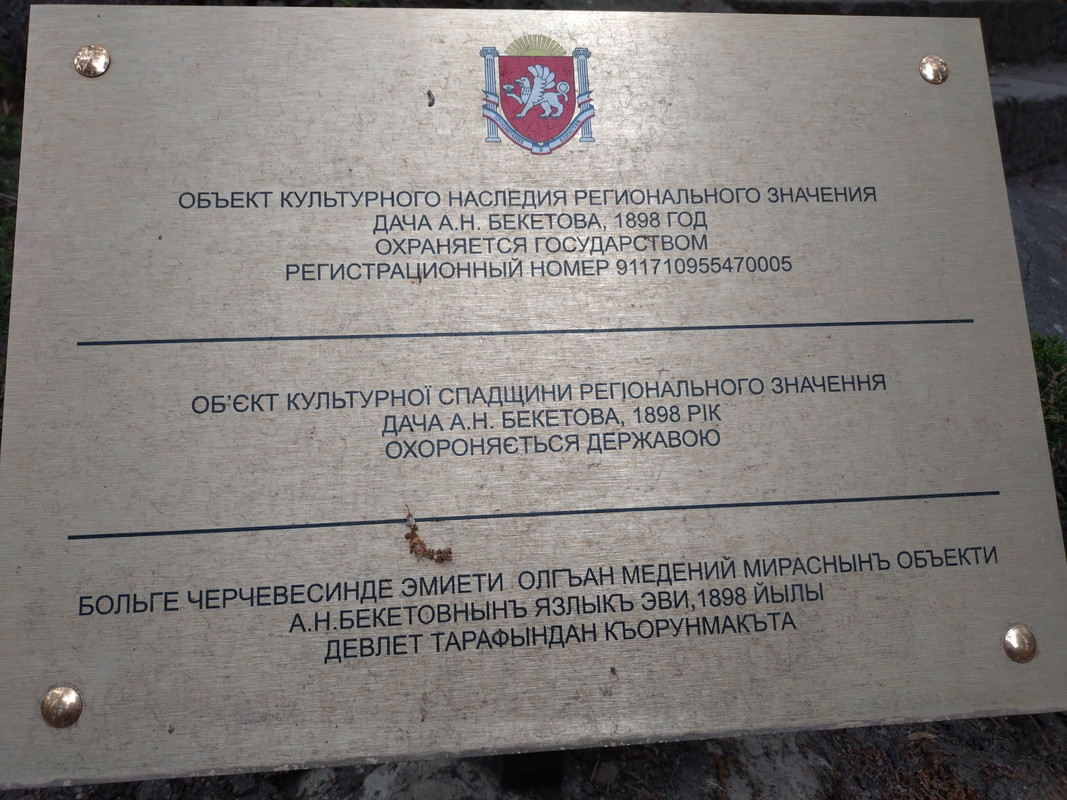 ОБЪЕКТ КУЛЬТУРНОГО НАСЛЕДИЯ РЕГИОНАЛЬНОГО ЗНАЧЕНИЯ
ДАЧА А.Н. БЕКЕТОВА, 1898 ГОД
ОХРАНЯЕТСЯ ГОСУДАРСТВОМ
РЕГИСТРАЦИОННЫЙ НОМЕР 911710955470005
ОБ’ЄКТ КУЛЬТУРНОЇ СПАДЩИНИ РЕГІОНАЛЬНОГО ЗНАЧЕННЯ
ДАЧА А.Н. БЕКЕТОВА, 1898 РІК
ОХОРОНЯЄТЬСЯ ДЕРЖАВОЮ
БОЛЬГЕ ЧЕРЧЕВЕСИНДЕ ЭМИЕТИ ОЛГЪАН МЕДЕНИЙ МИРАСНЫНЪ ОБЪЕКТИ
А.Н.БЕКЕТОВНЫНЪ ЯЗЛЫКЪ ЭВИ,1898 ЙЫЛЫ
ДЕВЛЕТ ТАРАФЫНДАН КЪОРУНМАКЪТА